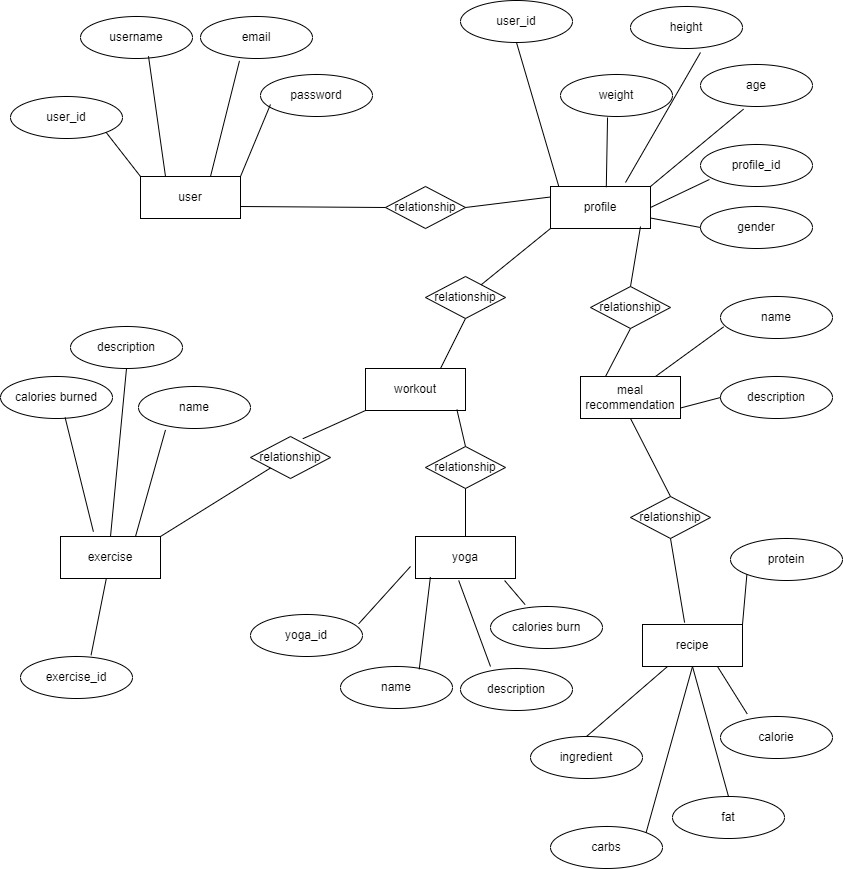 user_id
height
username
email
age
weight
password
user_id
profile_id
user
relationship
profile
gender
relationship
relationship
name
description
workout
meal
recommendation
calories burned
name
description
relationship
relationship
relationship
exercise
yoga
protein
yoga_id
calories burn
recipe
exercise_id
name
description
ingredient
calorie
fat
carbs